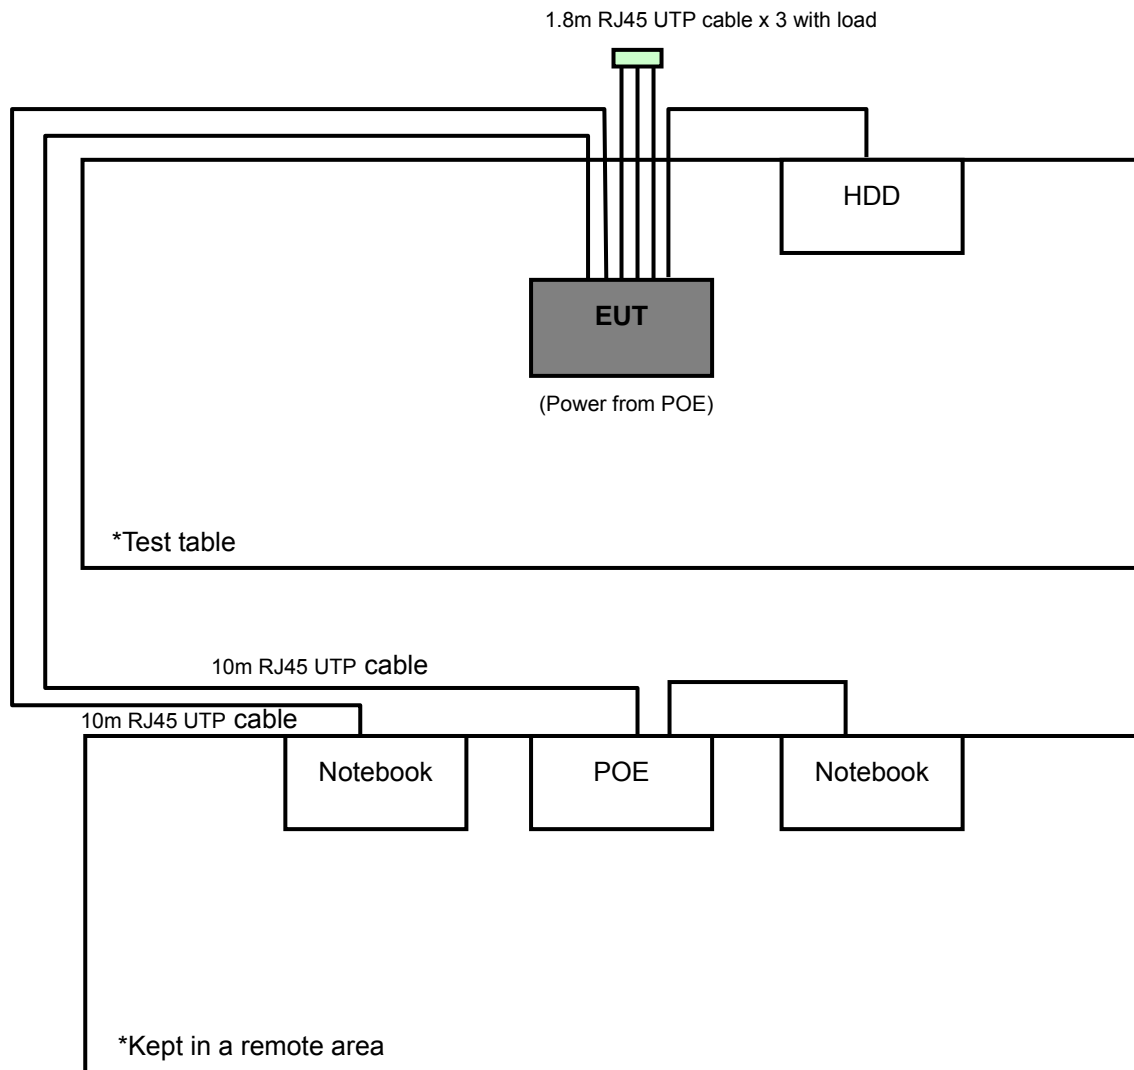 1.8m RJ45 UTP cable x 3 with load
HDD
EUT
(Power from POE)
*Test table
10m RJ45 UTP cable
10m RJ45 UTP cable
Notebook
POE
Notebook
*Kept in a remote area